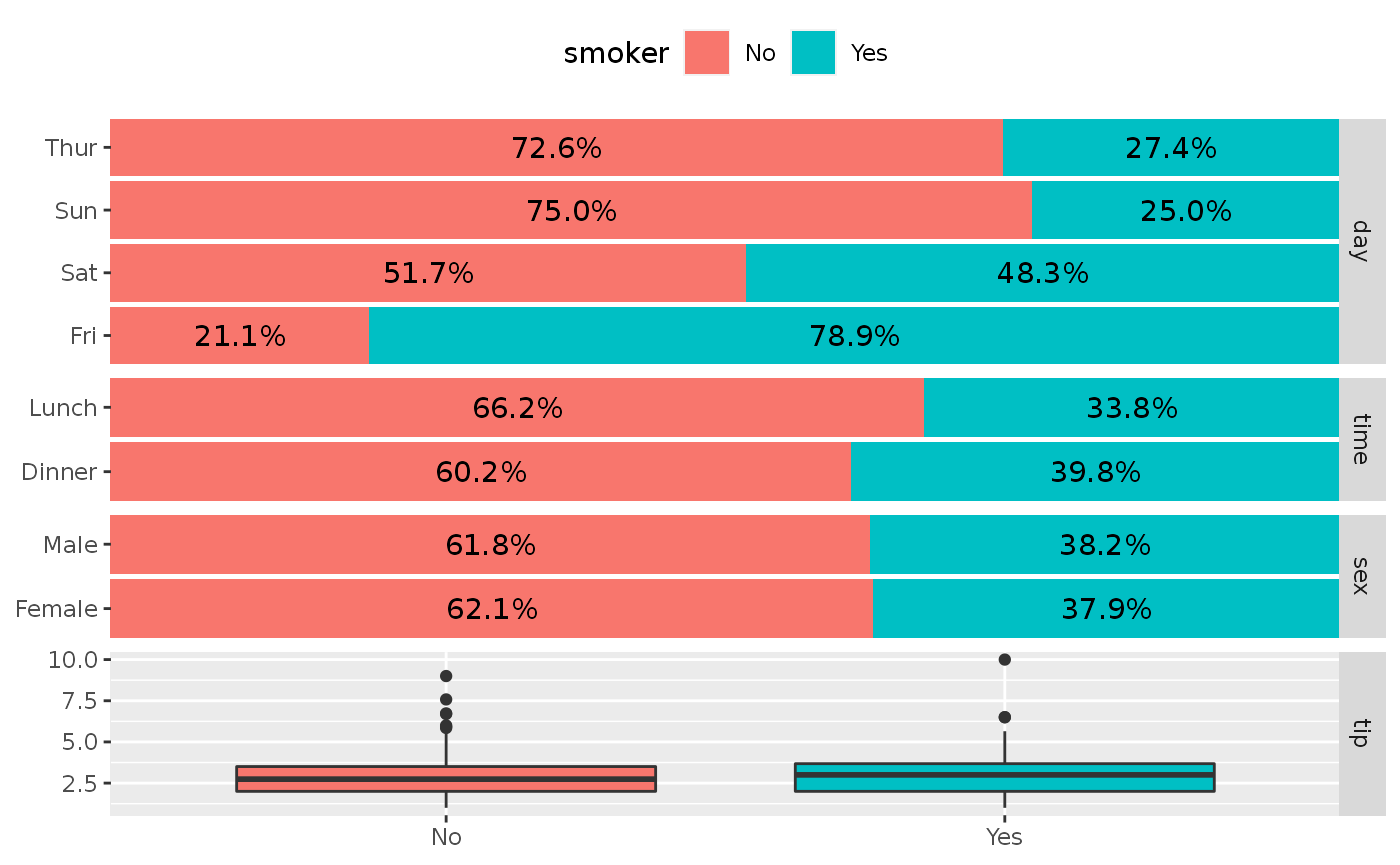 smoker No Yes
Thur 72.6% 27.4%
Sun 75.0% 25.0%
Sat 51.7% 48.3%
Fri 21.1% 78.9%
day
Lunch 66.2% 33.8%
Dinner 60.2% 39.8%
time
Male 61.8% 38.2%
Female 62.1% 37.9%
sex
10.0
7.5
5.0
2.5
tip
No Yes